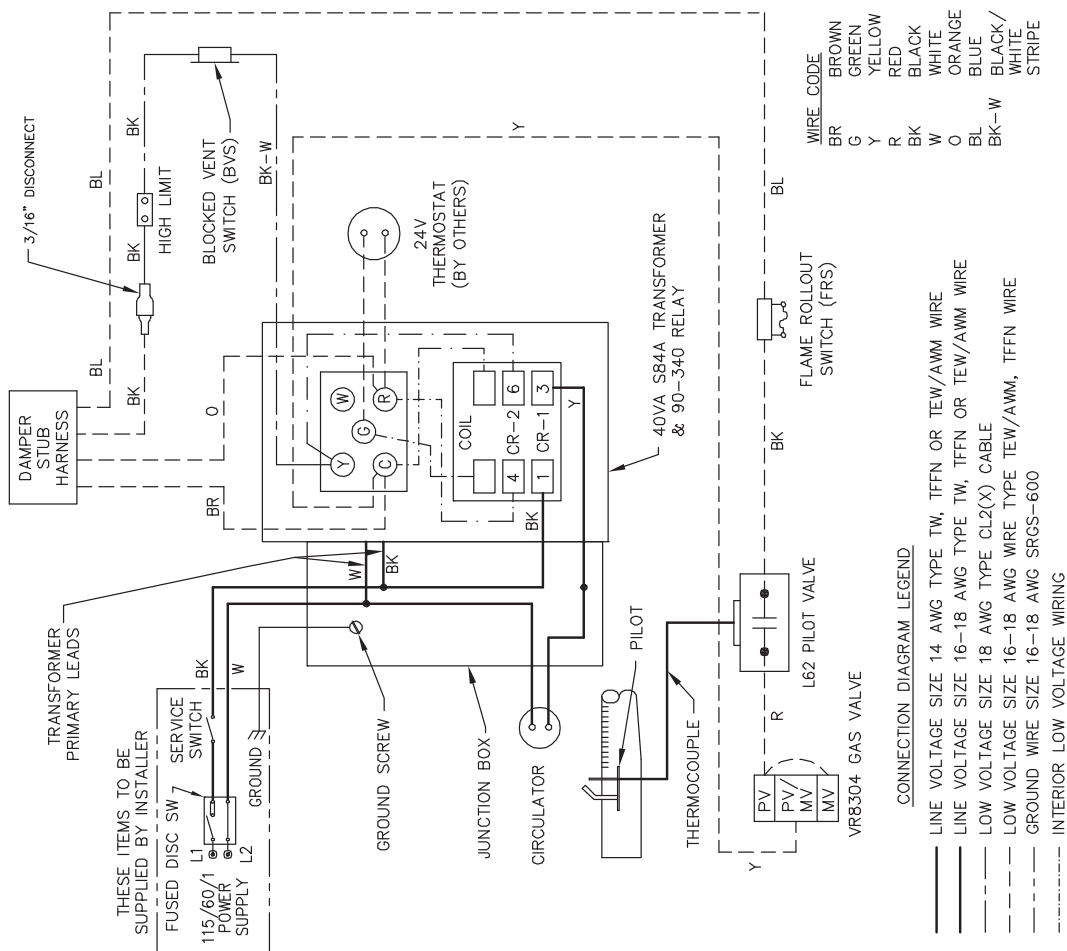 THESE ITEMS TO BE
SUPPLIED BY INSTALLER
FUSED DISC SW
SERVICE
SWITCH
L1
L2
115/60/1
POWER
SUPPLY
GROUND
BK
W
TRANSFORMER
PRIMARY LEADS
W
BK
GROUND SCREW
JUNCTION BOX
CIRCULATOR
DAMPER
STUB
HARNESS
BR
O
BK
BL
3/16" DISCONNECT
BK
HIGH LIMIT
BK
BL
BLOCKED VENT
SWITCH (BVS)
BK-W
Y
24V
THERMOSTAT
(BY OTHERS)
Y
W
G
C
R
COIL
4
CR-2
6
1
CR-1
3
BK
Y
40VA S84A TRANSFORMER
& 90-340 RELAY
PILOT
THERMOCOUPLE
PV
PV/
MV
MV
VR8304 GAS VALVE
Y
R
L62 PILOT VALVE
BK
FLAME ROLLOUT
SWITCH (FRS)
BL
CONNECTION DIAGRAM LEGEND
LINE VOLTAGE SIZE 14 AWG TYPE TW, TFFN OR TEW/AWM WIRE
LINE VOLTAGE SIZE 16-18 AWG TYPE TW, TFFN OR TEW/AWM WIRE
LOW VOLTAGE SIZE 18 AWG TYPE CL2(X) CABLE
LOW VOLTAGE SIZE 16-18 AWG WIRE TYPE TEW/AWM, TFFN WIRE
GROUND WIRE SIZE 16-18 AWG SRGS-600
INTERIOR LOW VOLTAGE WIRING
WIRE CODE
BR BROWN
G GREEN
Y YELLOW
R RED
BK BLACK
W WHITE
O ORANGE
BL BLUE
BK-W BLACK/
WHITE
STRIPE